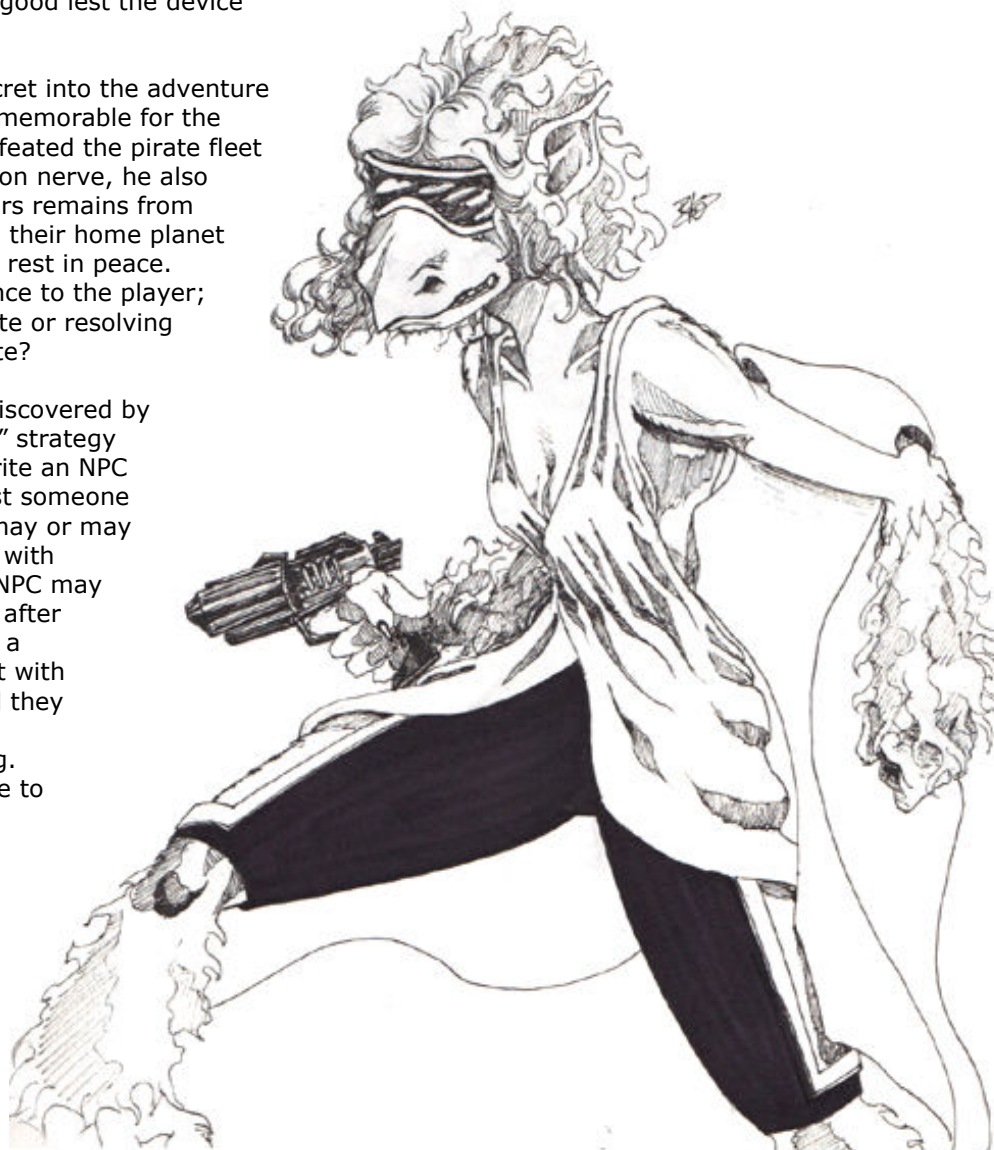 good lest the device
cret into the adventure
memorable for the
feated the pirate fleet
on nerve, he also
rs remains from
their home planet
rest in peace.
nce to the player;
te or resolving
te?
iscovered by
” strategy
rite an NPC
st someone
may or may
with
NPC may
after
a
t with
they
g.
e to